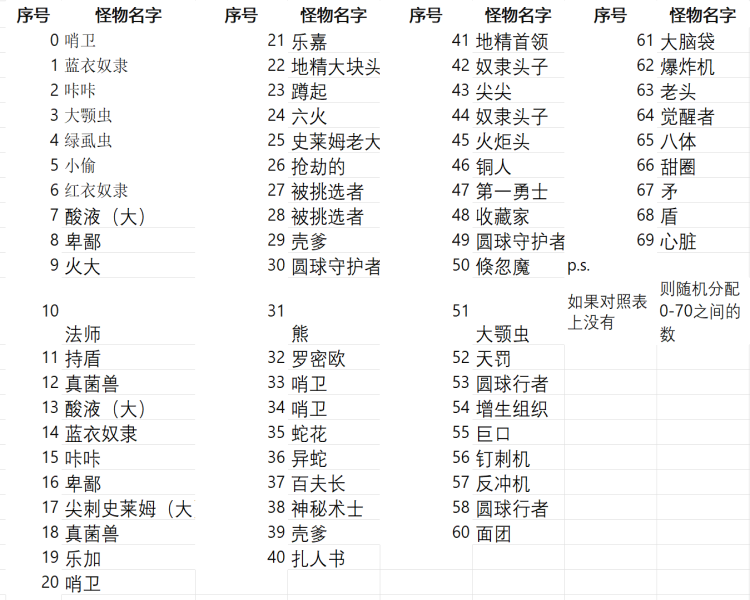 序号 怪物名字 序号 怪物名字 序号 怪物名字 序号 怪物名字
0 哨卫 21 乐嘉 41 地精首领 61 大脑袋
1 蓝衣奴隶 22 地精大块头 42 奴隶头子 62 爆炸机
2 咔咔 23 蹲起 43 尖尖 63 老头
3 大颚虫 24 六火 44 奴隶头子 64 觉醒者
4 绿虱虫 25 史莱姆老大 45 火炬头 65 八体
5 小偷 26 抢劫的 46 铜人 66 甜圈
6 红衣奴隶 27 被挑选者 47 第一勇士 67 矛
7 酸液（大） 28 被挑选者 48 收藏家 68 盾
8 卑鄙 29 壳爹 49 圆球守护者 69 心脏
9 火大 30 圆球守护者 50 倏忽魔 p.s.
10 法师 31 熊 51 大颚虫 如果对照表上没有 则随机分配0-70之间的数
11 持盾 32 罗密欧 52 天罚
12 真菌兽 33 哨卫 53 圆球行者
13 酸液（大） 34 哨卫 54 增生组织
14 蓝衣奴隶 35 蛇花 55 巨口
15 咔咔 36 异蛇 56 钉刺机
16 卑鄙 37 百夫长 57 反冲机
17 尖刺史莱姆（大 38 神秘术士 58 圆球行者
18 真菌兽 39 壳爹 60 面团
19 乐加 40 扎人书
20 哨卫